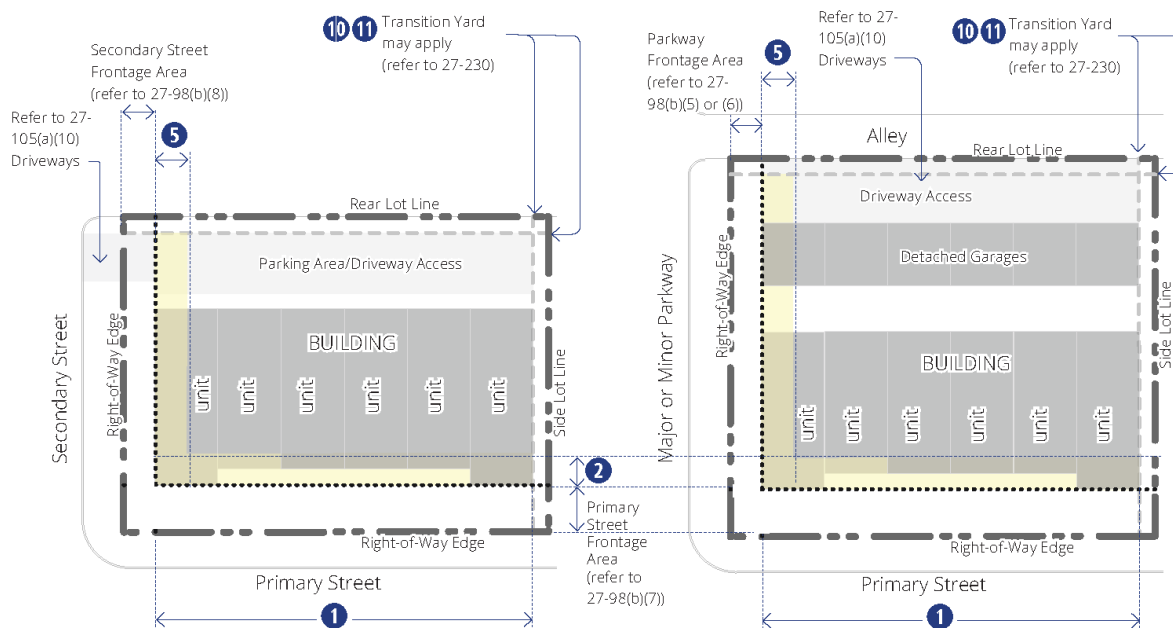 10 11 Transition Yard
may apply
(refer to 27-230)
Secondary Street
Frontage Area
(refer to 27-98(b)(8))
Refer to 27-
105(a)(10)
Driveways
5
Rear Lot Line
Parking Area/Driveway Access
Secondary Street
Right-of-Way Edge
BUILDING
unit
unit
unit
unit
unit
unit
Side Lot Line
2
Primary
Street
Frontage
Area
(refer to
27-98(b)(7))
Right-of-Way Edge
Primary Street
1
Parkway
Frontage Area
(refer to 27-
98(b)(5) or (6))
5
Refer to 27-
105(a)(10)
Driveways
10 11 Transition Yard
may apply
(refer to 27-230)
Alley
Rear Lot Line
Driveway Access
Detached Garages
Major or Minor Parkway
Right-of-Way Edge
BUILDING
unit
unit
unit
unit
unit
unit
Side Lot Line
Right-of-Way Edge
Primary Street
1